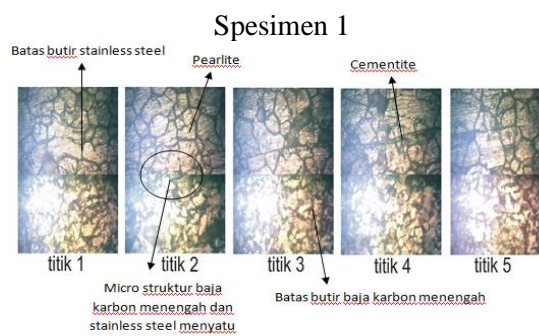 Spesimen 1
Batas butir stainless steel
Pearlite
Cementite
titik 1
titik 2
titik 3
titik 4
titik 5
Micro struktur baja
karbon menengah dan
stainless steel menyatu
Batas butir baja karbon menengah